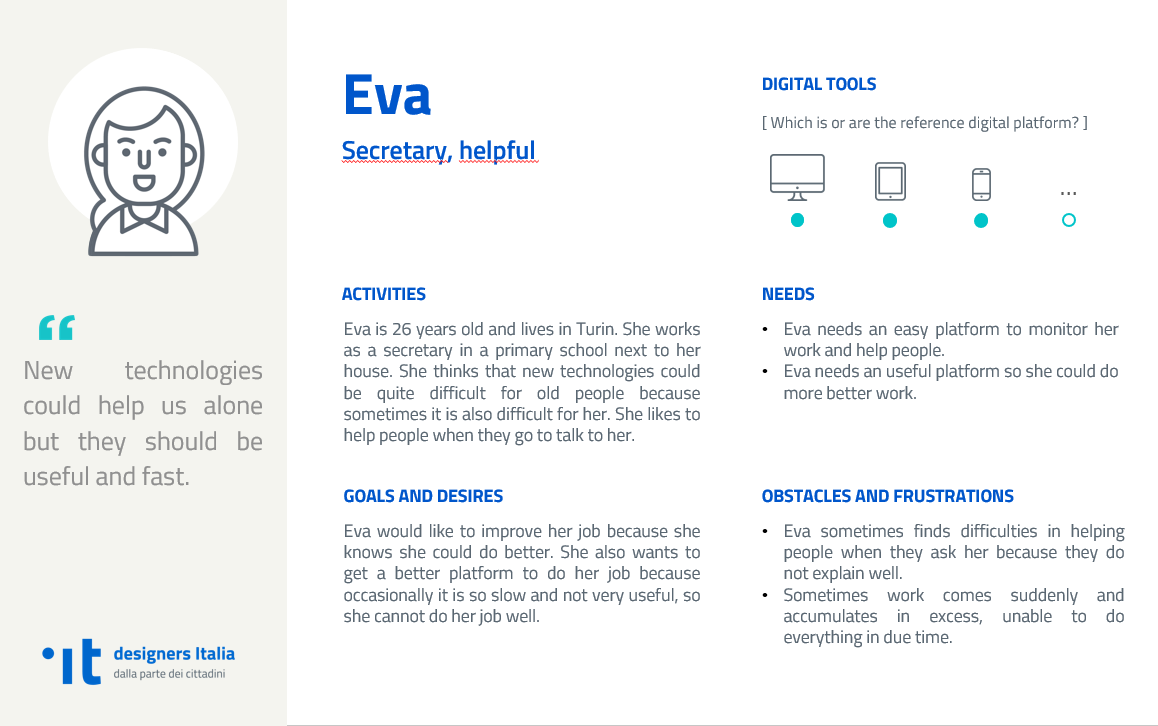 Eva
Secretary, helpful
DIGITAL TOOLS
[ Which is or are the reference digital platform? ]
...
“
New technologies
could help us alone
but they should be
useful and fast.
ACTIVITIES
Eva is 26 years old and lives in Turin. She works
as a secretary in a primary school next to her
house. She thinks that new technologies could
be quite difficult for old people because
sometimes it is also difficult for her. She likes to
help people when they go to talk to her.
NEEDS
• Eva needs an easy platform to monitor her
work and help people.
• Eva needs an useful platform so she could do
more better work.
GOALS AND DESIRES
Eva would like to improve her job because she
knows she could do better. She also wants to
get a better platform to do her job because
occasionally it is so slow and not very useful, so
she cannot do her job well.
OBSTACLES AND FRUSTRATIONS
• Eva sometimes finds difficulties in helping
people when they ask her because they do
not explain well.
• Sometimes work comes suddenly and
accumulates in excess, unable to do
everything in due time.
it
designers Italia
dalla parte dei cittadini